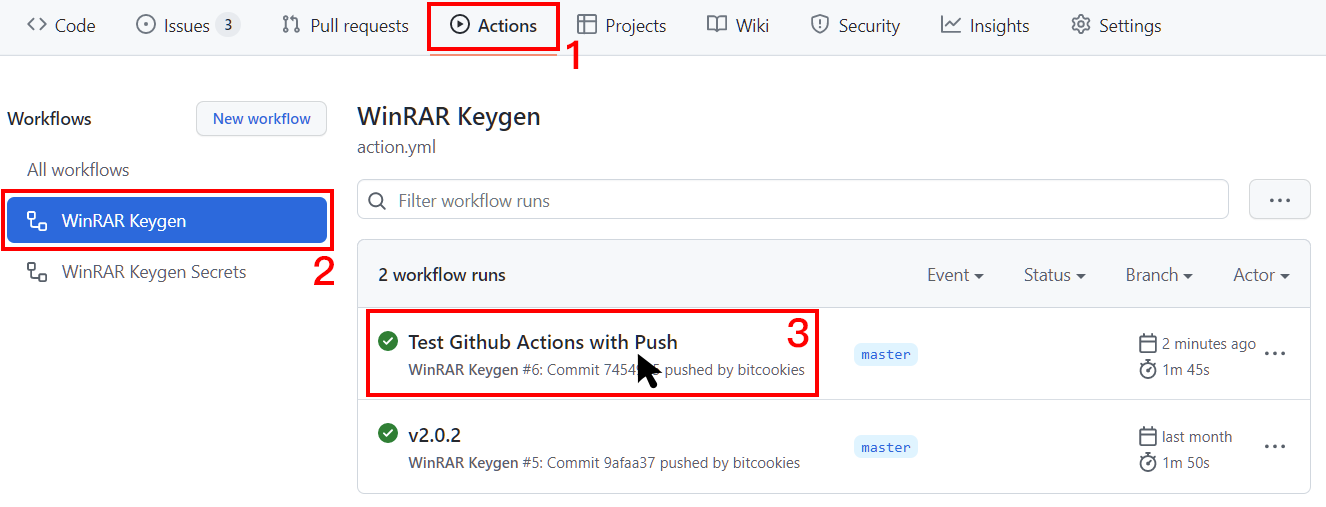 Code Issues 3 Pull requests Actions Projects Wiki Security Insights Settings
1
Workflows New workflow
All workflows
WinRAR Keygen
2
WinRAR Keygen Secrets
WinRAR Keygen
action.yml
Filter workflow runs
2 workflow runs Event Status Branch Actor
3
Test Github Actions with Push master 2 minutes ago
WinRAR Keygen #6: Commit pushed by bitcookies 1m 45s
v2.0.2 master last month
WinRAR Keygen #5: Commit 9afaa37 pushed by bitcookies 1m 50s